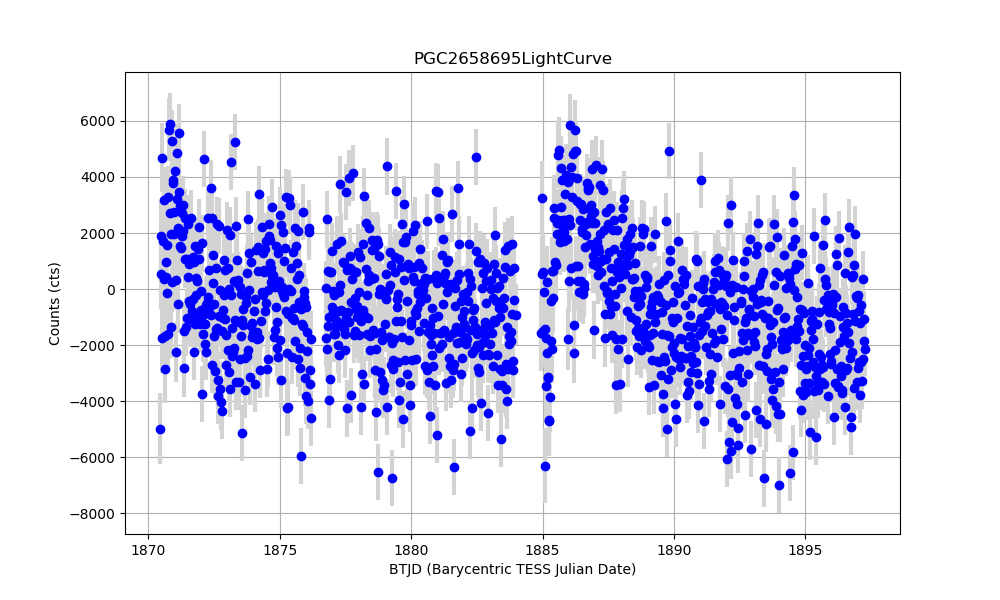 PGC2658695LightCurve
Counts (cts)
6000
4000
2000
0
−2000
−4000
−6000
−8000
1870 1875 1880 1885 1890 1895
BTJD (Barycentric TESS Julian Date)